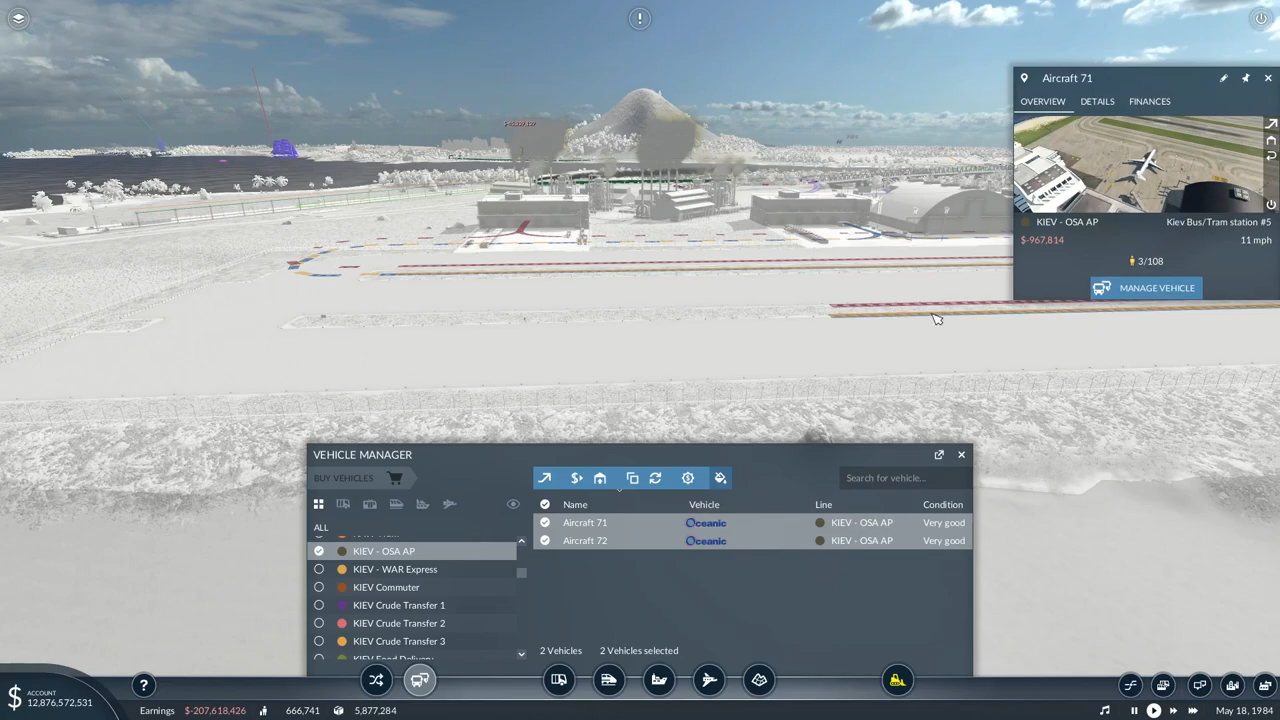 Aircraft 71
OVERVIEW DETAILS FINANCES
KIEV - OSA AP Kiev Bus/Tram station #5
$-967,814 11 mph
3/108
MANAGE VEHICLE
VEHICLE MANAGER
BUY VEHICLES
Search for vehicle...
ALL
KIEV - OSA AP
KIEV - WAR Express
KIEV Commuter
KIEV Crude Transfer 1
KIEV Crude Transfer 2
KIEV Crude Transfer 3
KIEV Food Delivery
Name Vehicle Line Condition
Aircraft 71 Oceanic KIEV - OSA AP Very good
Aircraft 72 Oceanic KIEV - OSA AP Very good
2 Vehicles 2 Vehicles selected
$ ACCOUNT
12,876,572,531
?
Earnings $-207,618,426 666,741 5,877,284
May 18, 1984